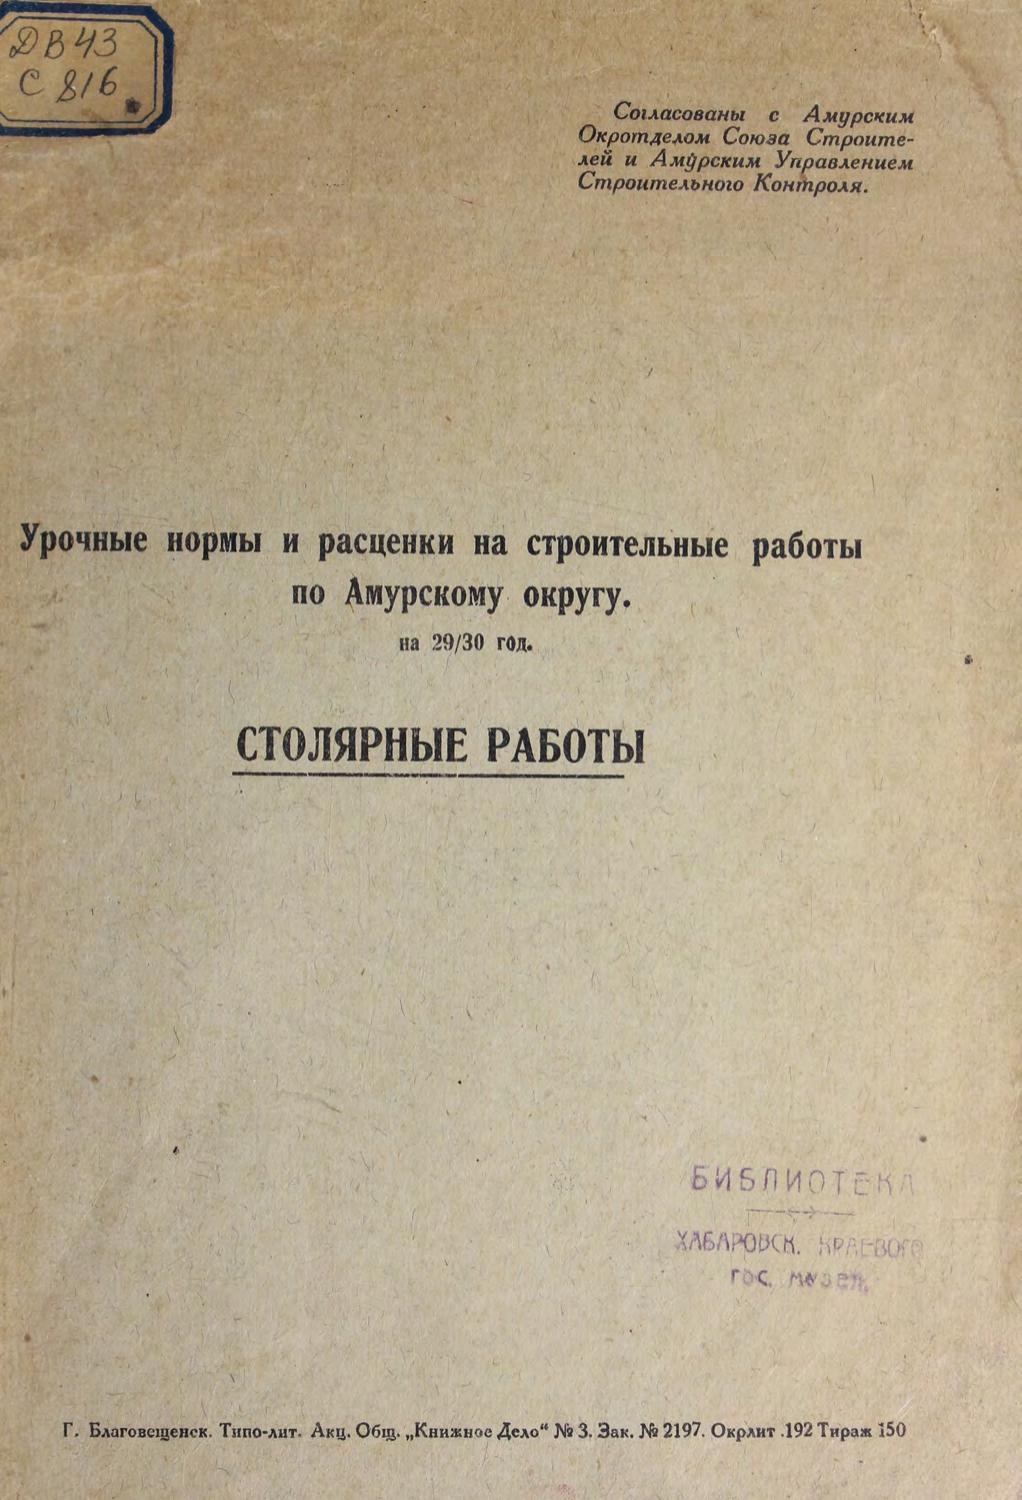 ДВ43
С 816
Согласованы с Амурским
Окротделом Союза Строите-
лей и Амурским Управлением
Строительного Контроля.
Урочные нормы и расценки на строительные работы
по Амурскому округу.
на 29/30 год.
СТОЛЯРНЫЕ РАБОТЫ
БИБЛИОТЕКА
ХАБАРОВСК. КРАЕВОГО
ГОС. МУЗЕЯ.
Г. Благовещенск. Типо-лит. Акц. Общ. „Книжное Дело“ № 3. Зак. № 2197. Окрлит .192 Тираж 150